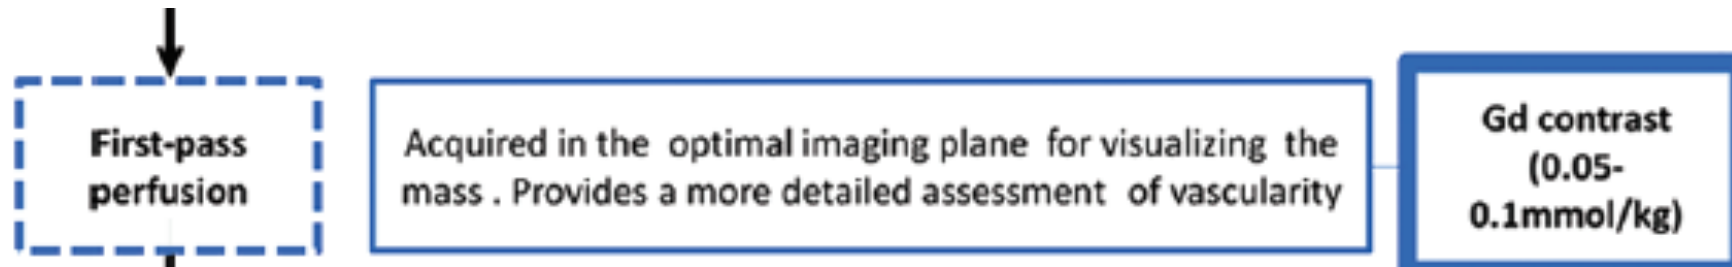 First-pass
perfusion
Acquired in the optimal imaging plane for visualizing the
mass . Provides a more detailed assessment of vascularity
Gd contrast
(0.05-
0.1mmol/kg)